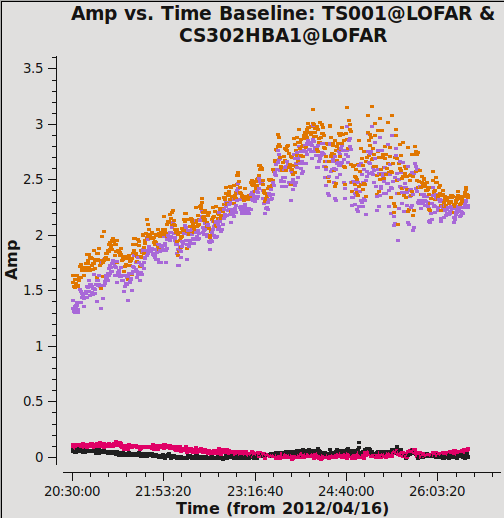 Amp vs. Time Baseline: TS001@LOFAR &
CS302HBA1@LOFAR
3.5
3
2.5
2
1.5
1
0.5
0
Amp
20:30:00 21:53:20 23:16:40 24:40:00 26:03:20
Time (from 2012/04/16)